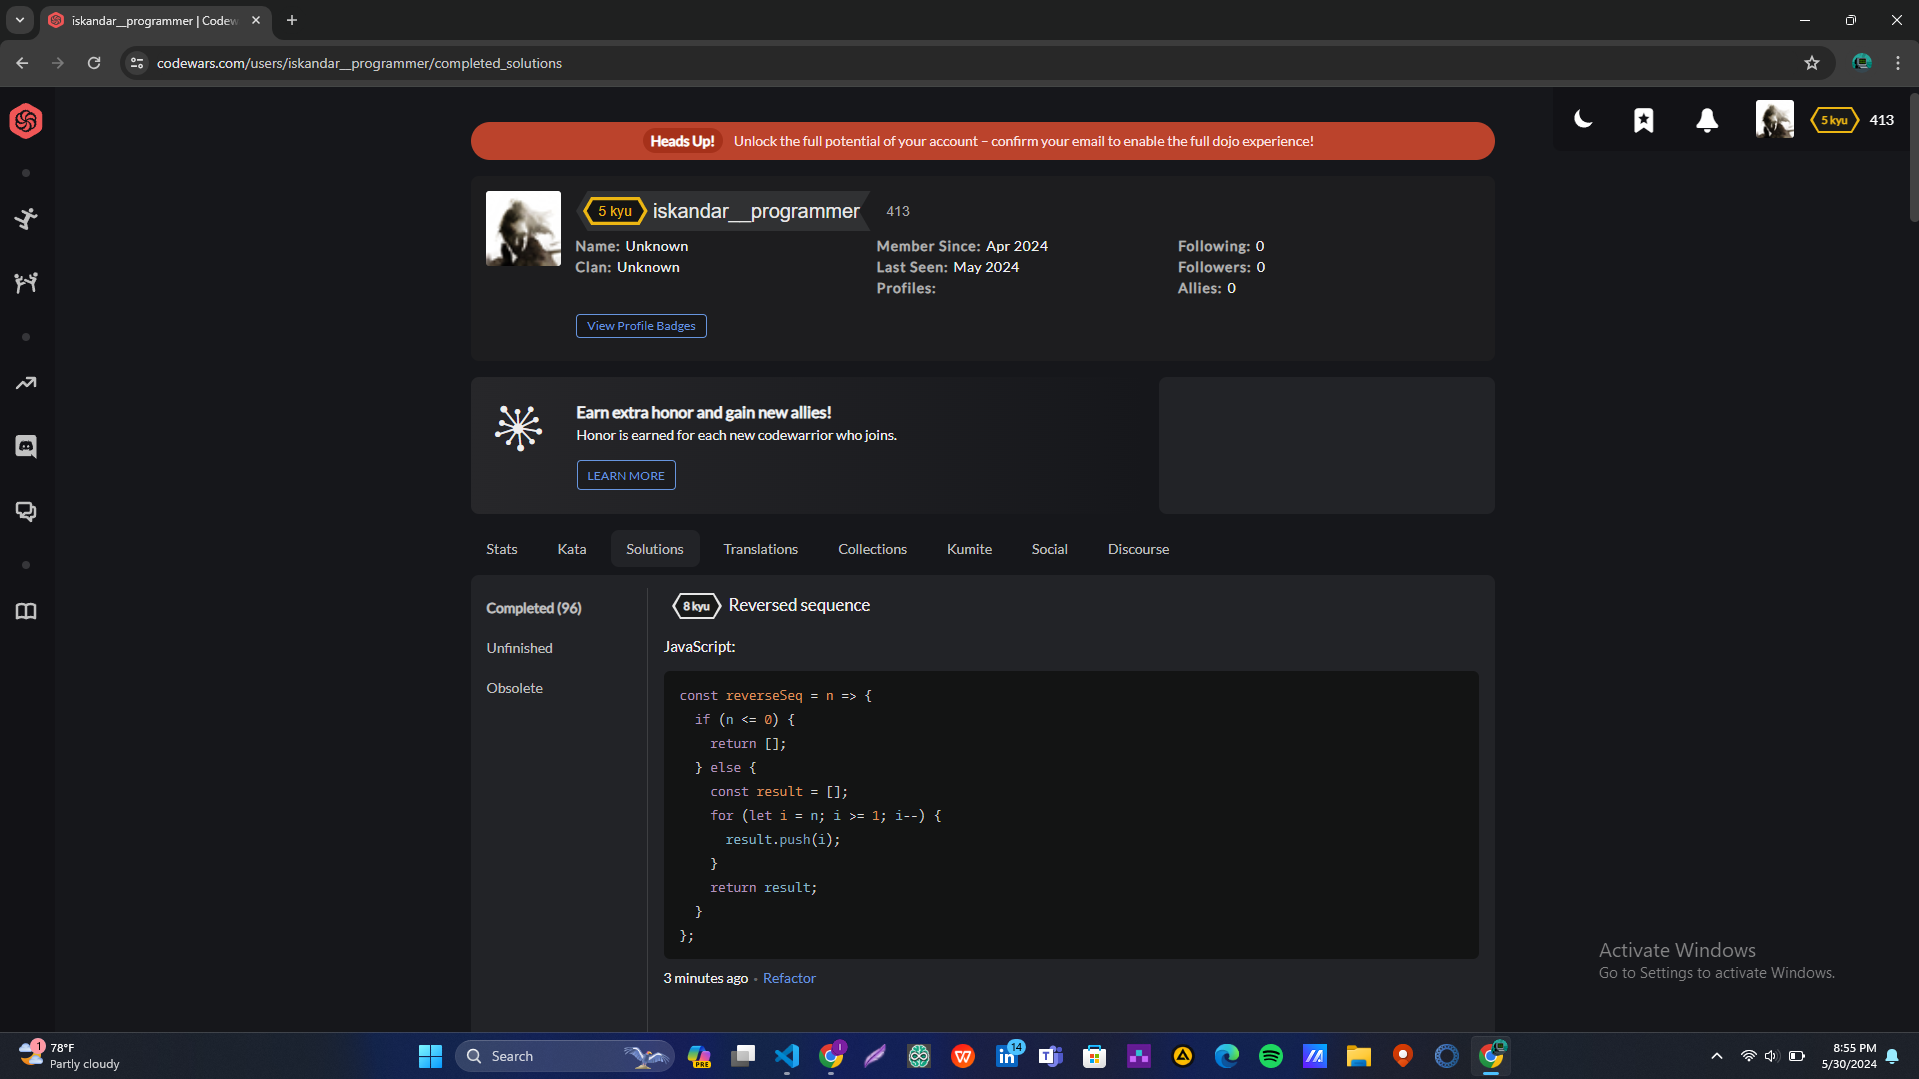 iskandar__programmer | Codew
codewars.com/users/iskandar__programmer/completed_solutions
Heads Up! Unlock the full potential of your account – confirm your email to enable the full dojo experience!
5 kyu 413
5 kyu iskandar__programmer 413
Name: Unknown
Clan: Unknown
Member Since: Apr 2024
Last Seen: May 2024
Profiles:
Following: 0
Followers: 0
Allies: 0
View Profile Badges
Earn extra honor and gain new allies!
Honor is earned for each new codewarrior who joins.
LEARN MORE
Stats Kata Solutions Translations Collections Kumite Social Discourse
Completed (96)
Unfinished
Obsolete
8 kyu Reversed sequence
JavaScript:
const reverseSeq = n => {
  if (n <= 0) {
    return [];
  } else {
    const result = [];
    for (let i = n; i >= 1; i--) {
      result.push(i);
    }
    return result;
  }
};
3 minutes ago • Refactor
Activate Windows
Go to Settings to activate Windows.
1
78°F
Partly cloudy
Search
PRE
14
8:55 PM
5/30/2024